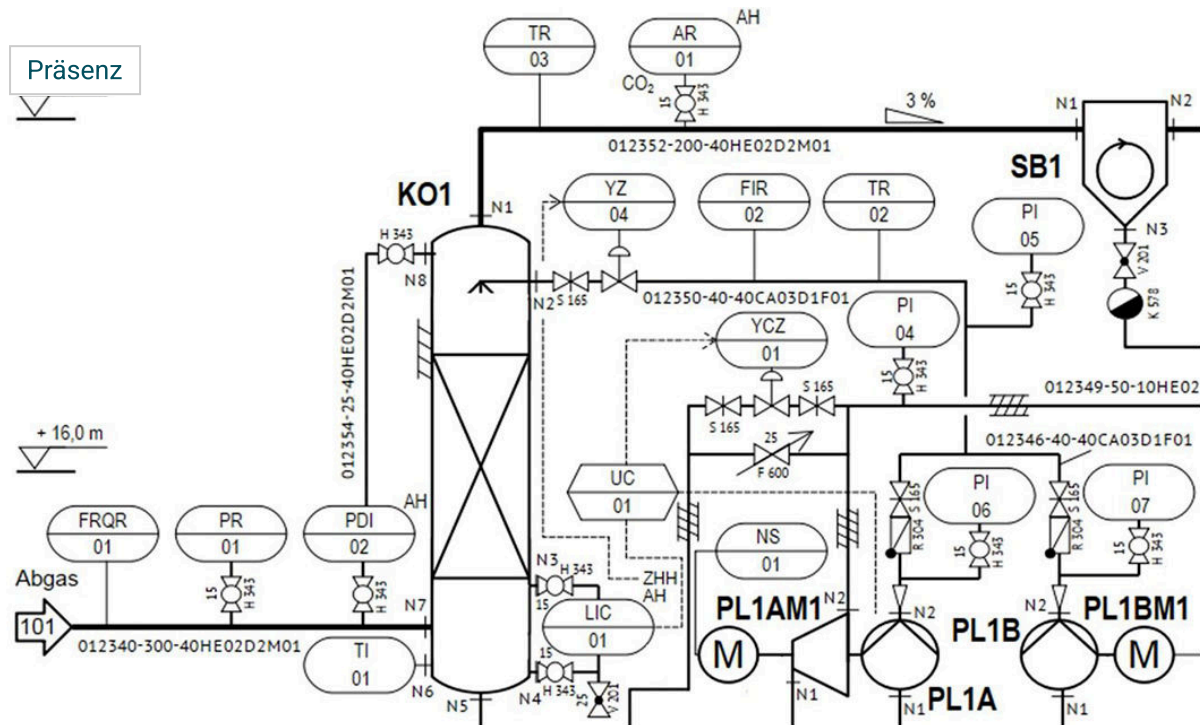 Präsenz
TR
03
AR
01
AH
CO₂
15
H 343
3 %
012352-200-40HE02D2M01
N1
N2
SB1
N3
V 201
K 578
KO1
N1
YZ
04
FIR
02
TR
02
PI
05
15
H 343
H 343
N8
N2
S 165
012350-40-40CA03D1F01
012354-25-40HE02D2M01
YCZ
01
PI
04
15
H 343
S 165
S 165
012349-50-10HE02
+ 16,0 m
25
F 600
012346-40-40CA03D1F01
UC
01
PI
06
PI
07
S 165
S 165
R 304
R 304
15
H 343
15
H 343
AH
FRQR
01
PR
01
PDI
02
15
H 343
H 343
NS
01
N3
H 343
15
ZHH
AH
Abgas
101
012340-300-40HE02D2M01
N7
LIC
01
PL1AM1
N2
N2
PL1B
N2
PL1BM1
M
M
TI
01
N6
N5
N4
15
H 343
25
V 201
N1
N1
PL1A
N1